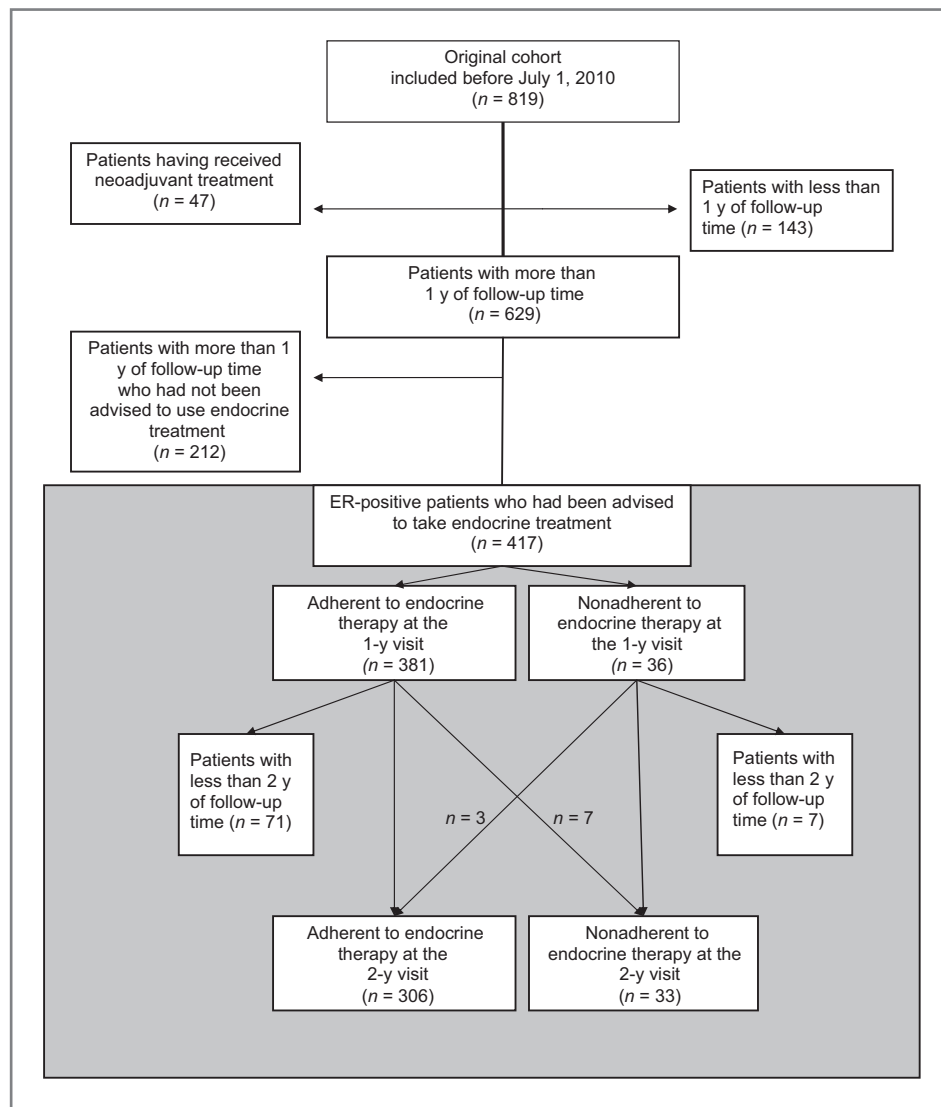 Original cohort
included before July 1, 2010
(n = 819)
Patients having received
neoadjuvant treatment
(n = 47)
Patients with less than
1 y of follow-up
time (n = 143)
Patients with more than
1 y of follow-up time
(n = 629)
Patients with more than 1
y of follow-up time
who had not been
advised to use endocrine
treatment
(n = 212)
ER-positive patients who had been advised
to take endocrine treatment
(n = 417)
Adherent to endocrine
therapy at the
1-y visit
(n = 381)
Nonadherent to
endocrine therapy at
the 1-y visit
(n = 36)
Patients with
less than 2 y
of follow-up
time (n = 71)
n = 3
n = 7
Patients with
less than 2 y
of follow-up
time (n = 7)
Adherent to endocrine
therapy at the
2-y visit
(n = 306)
Nonadherent to
endocrine therapy at the
2-y visit
(n = 33)